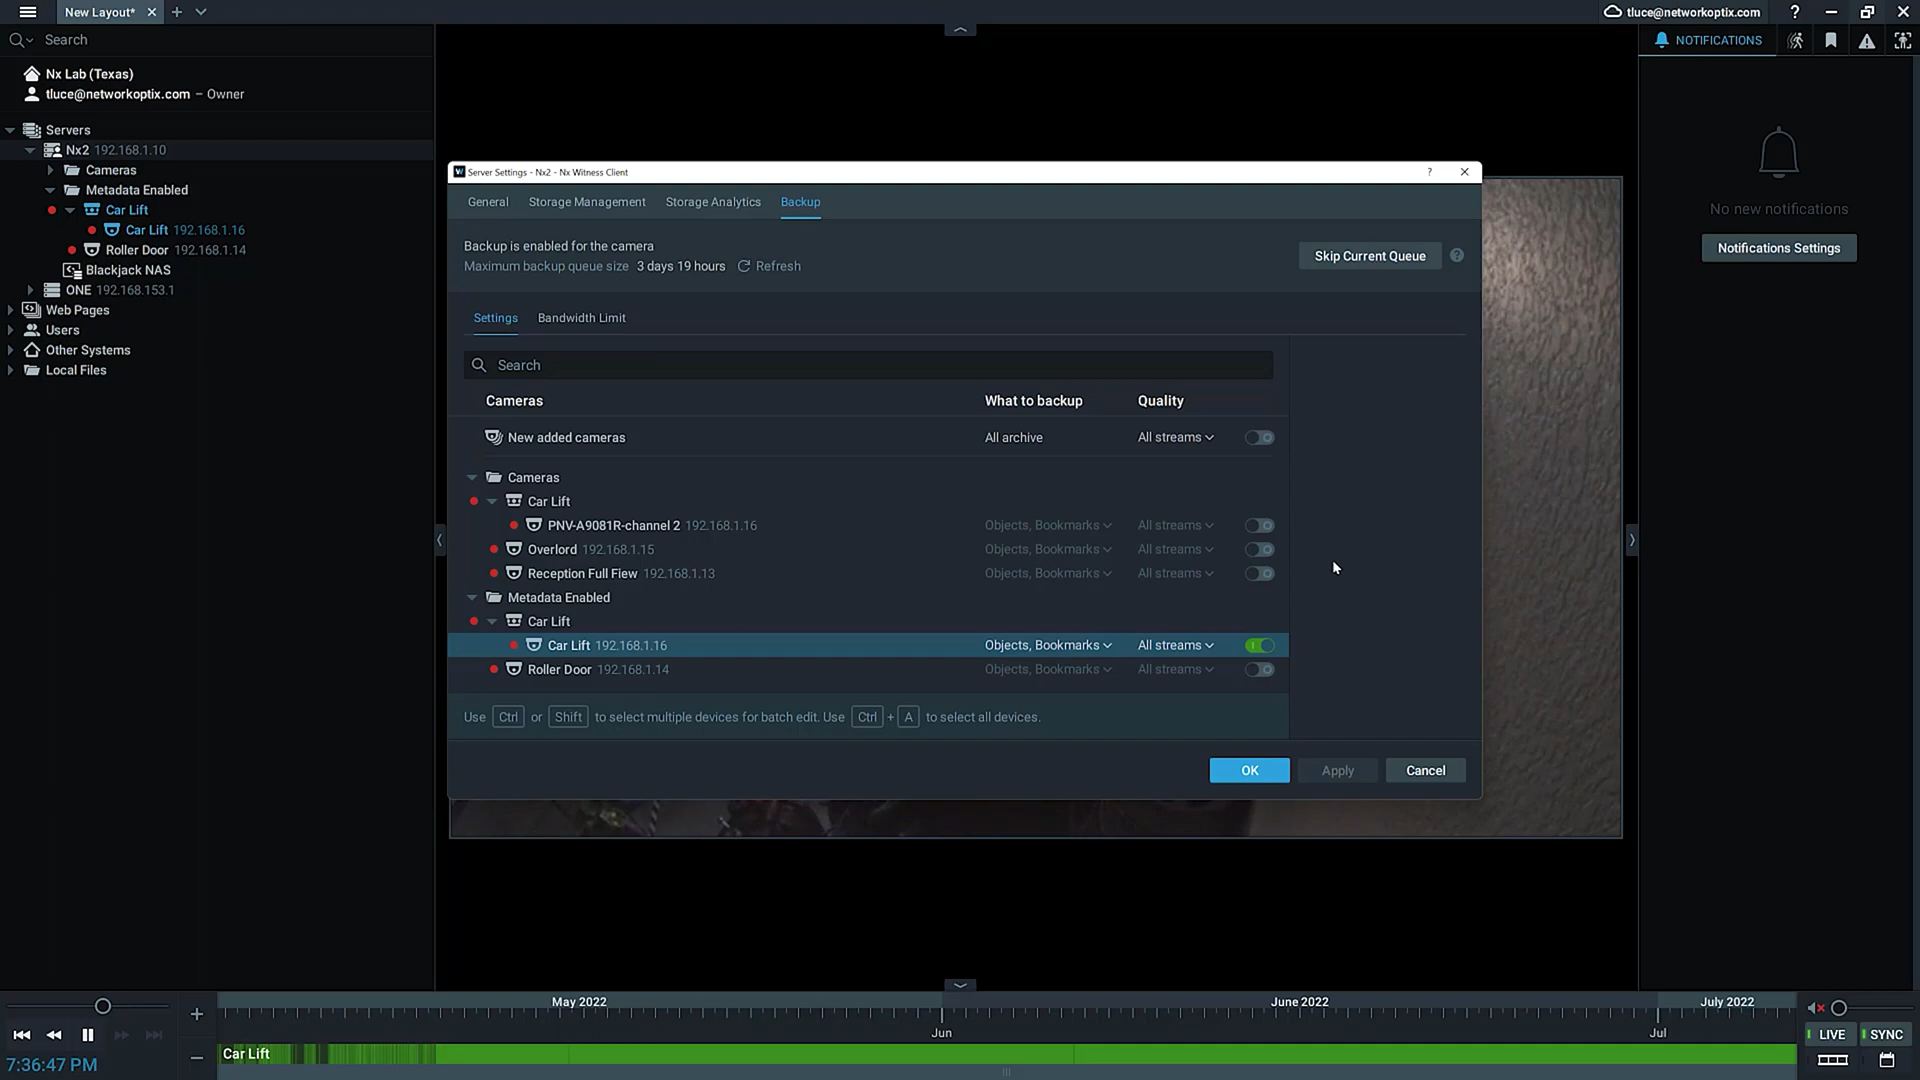 New Layout*
tluce@networkoptix.com
?
Search
NOTIFICATIONS
Nx Lab (Texas)
tluce@networkoptix.com – Owner
Servers
Nx2 192.168.1.10
Cameras
Metadata Enabled
Car Lift
Car Lift 192.168.1.16
Roller Door 192.168.1.14
Blackjack NAS
ONE 192.168.153.1
Web Pages
Users
Other Systems
Local Files
Server Settings - Nx2 - Nx Witness Client
?
General Storage Management Storage Analytics Backup
Backup is enabled for the camera
Maximum backup queue size 3 days 19 hours Refresh
Skip Current Queue ?
Settings Bandwidth Limit
Search
Cameras What to backup Quality
New added cameras All archive All streams
Cameras
Car Lift
PNV-A9081R-channel 2 192.168.1.16 Objects, Bookmarks All streams
Overlord 192.168.1.15 Objects, Bookmarks All streams
Reception Full Fiew 192.168.1.13 Objects, Bookmarks All streams
Metadata Enabled
Car Lift
Car Lift 192.168.1.16 Objects, Bookmarks All streams
Roller Door 192.168.1.14 Objects, Bookmarks All streams
Use Ctrl or Shift to select multiple devices for batch edit. Use Ctrl + A to select all devices.
OK Apply Cancel
No new notifications
Notifications Settings
May 2022 June 2022 July 2022
Jun Jul
LIVE SYNC
Car Lift
7:36:47 PM